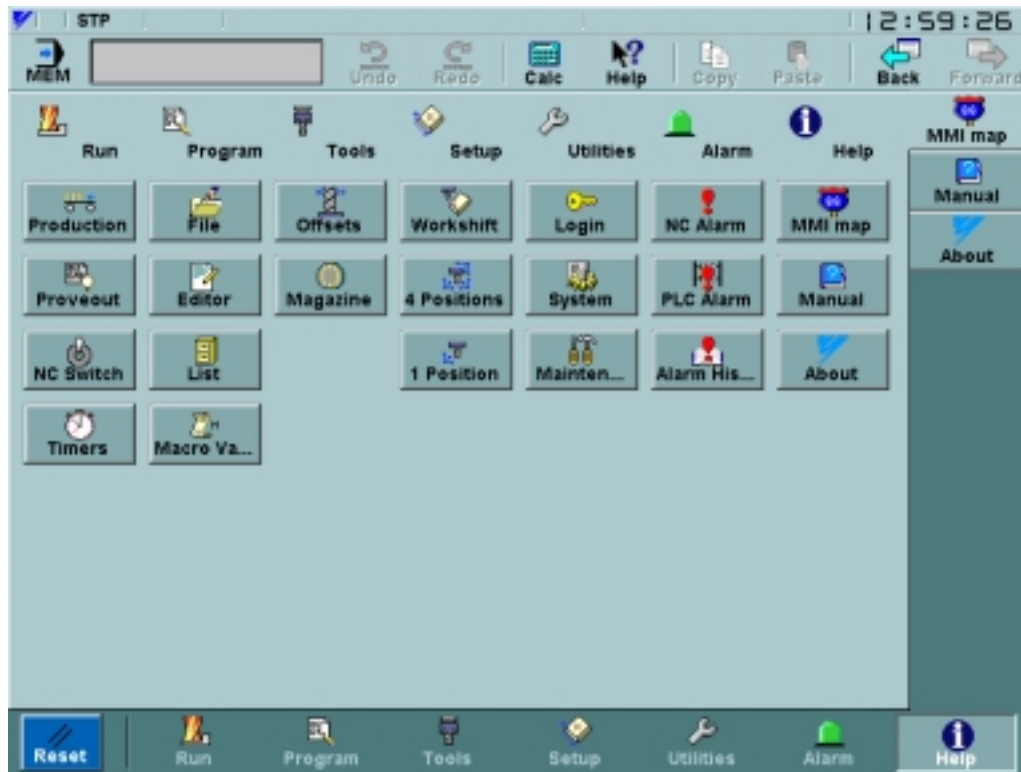 STP 12:59:26
MEM Undo Redo Calc Help Copy Paste Back Forward
Run Program Tools Setup Utilities Alarm Help MMI map
Production File Offsets Workshift Login NC Alarm MMI map Manual
About
Proveout Editor Magazine 4 Positions System PLC Alarm Manual
NC Switch List 1 Position Mainten... Alarm His... About
Timers Macro Va...
Reset Run Program Tools Setup Utilities Alarm Help